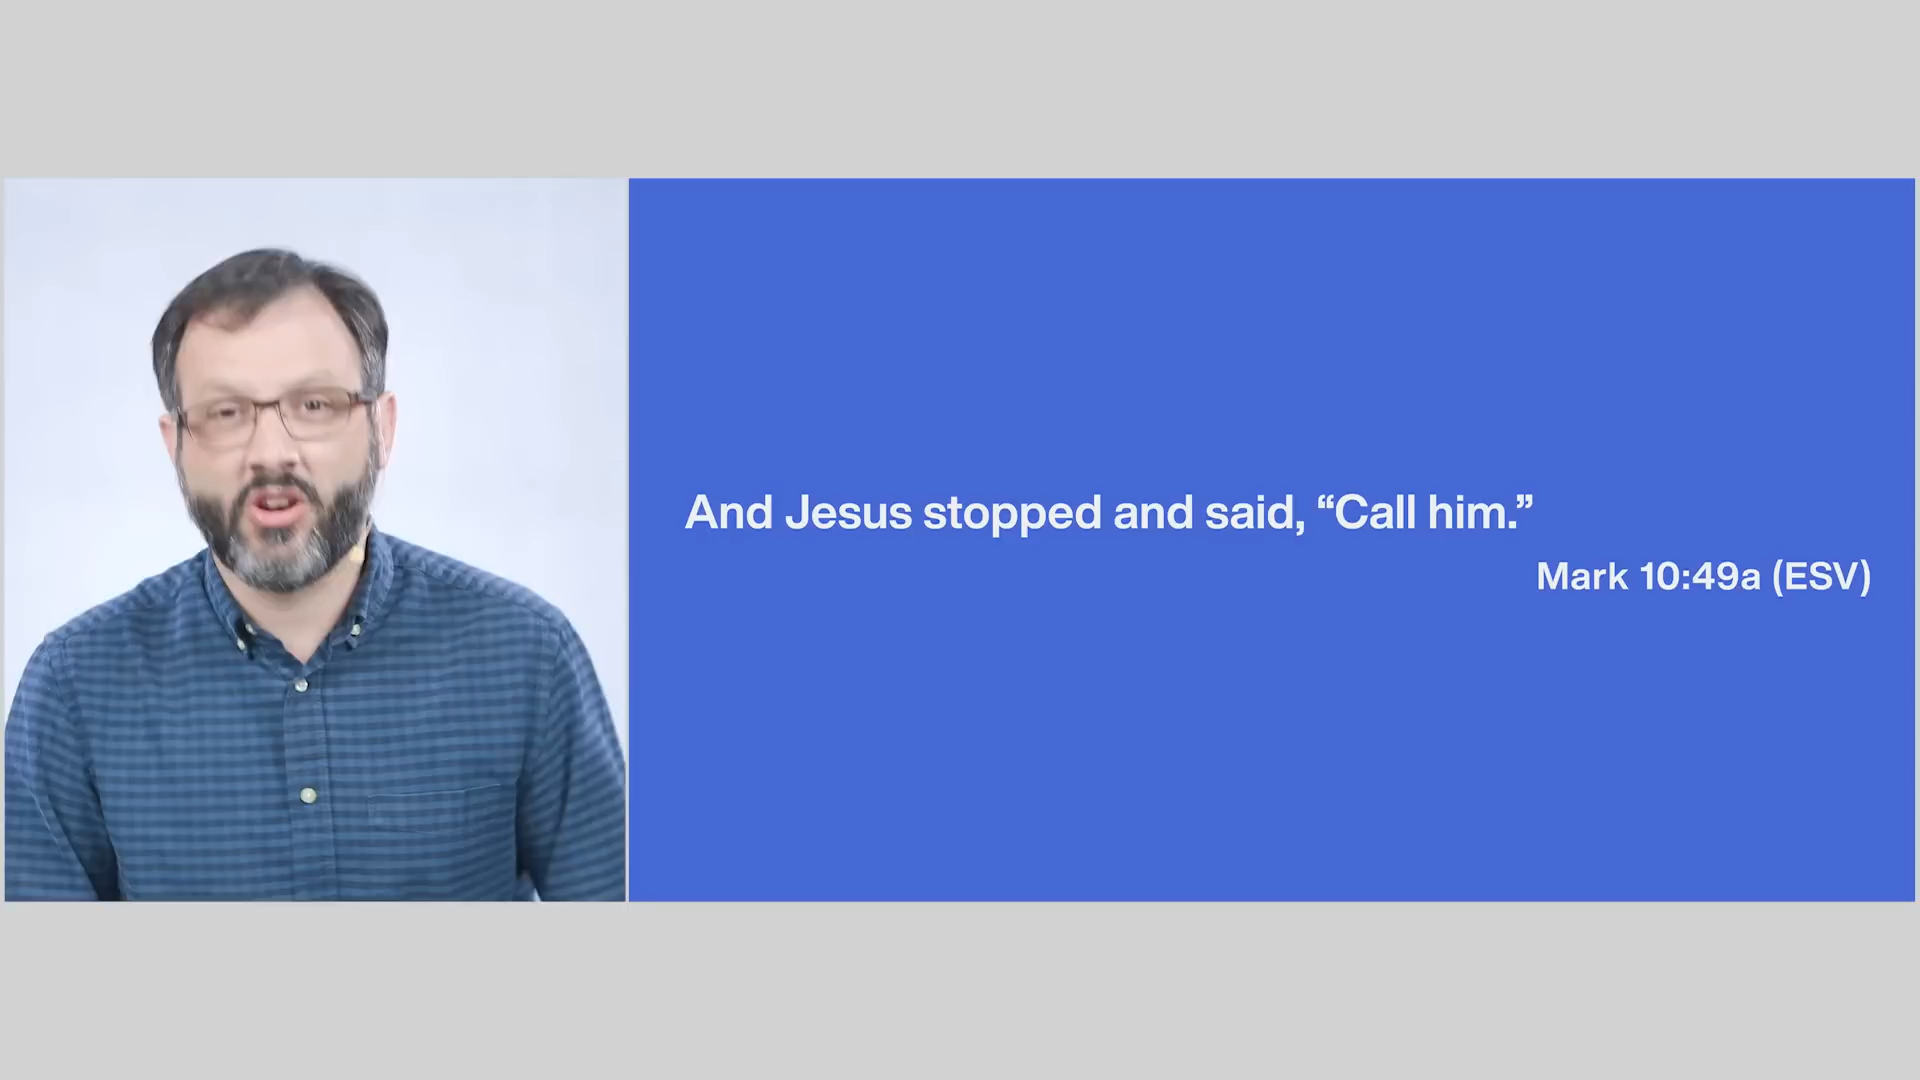 And Jesus stopped and said, “Call him.”
Mark 10:49a (ESV)